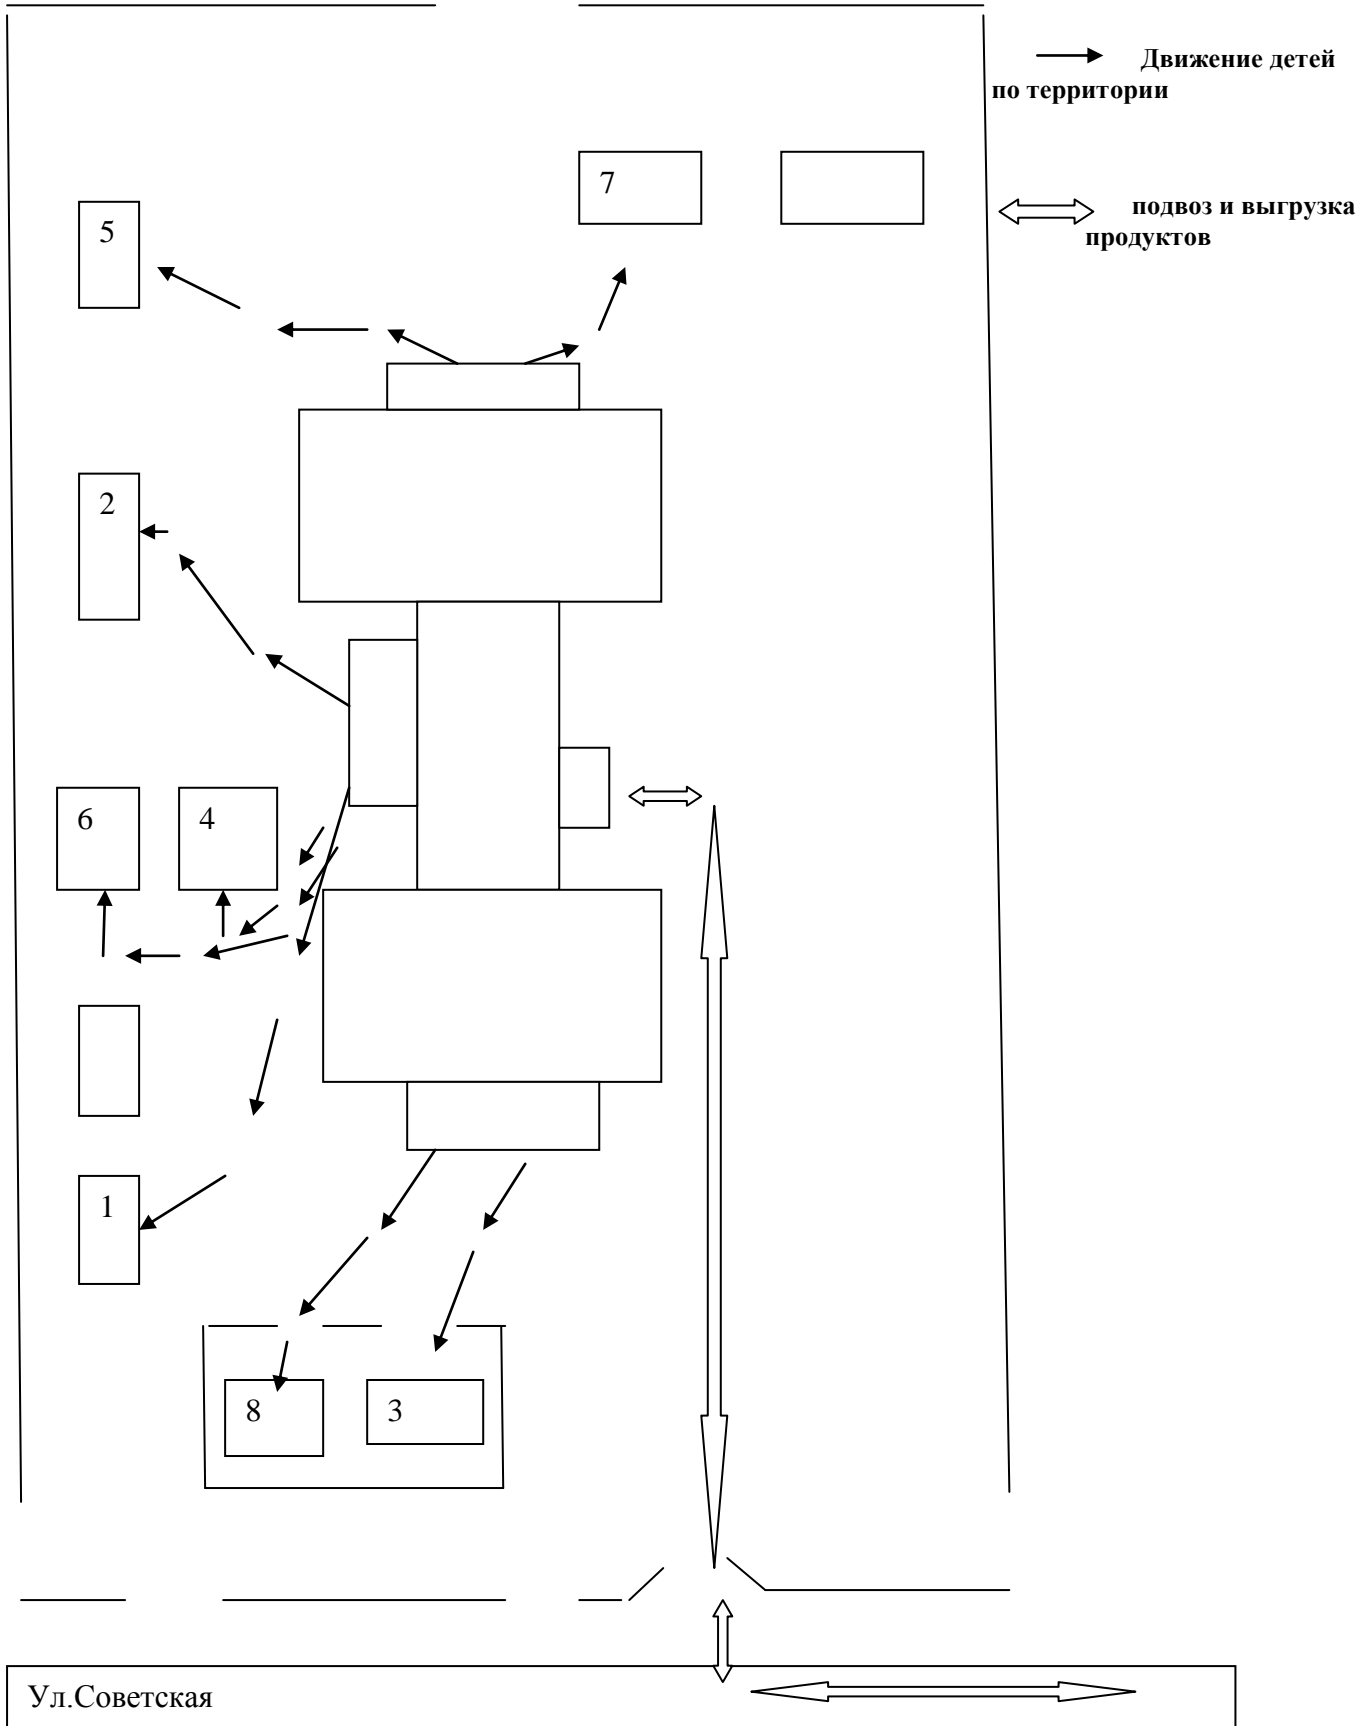 Движение детей
по территории
7
подвоз и выгрузка
продуктов
5
2
6
4
1
8
3
Ул.Советская